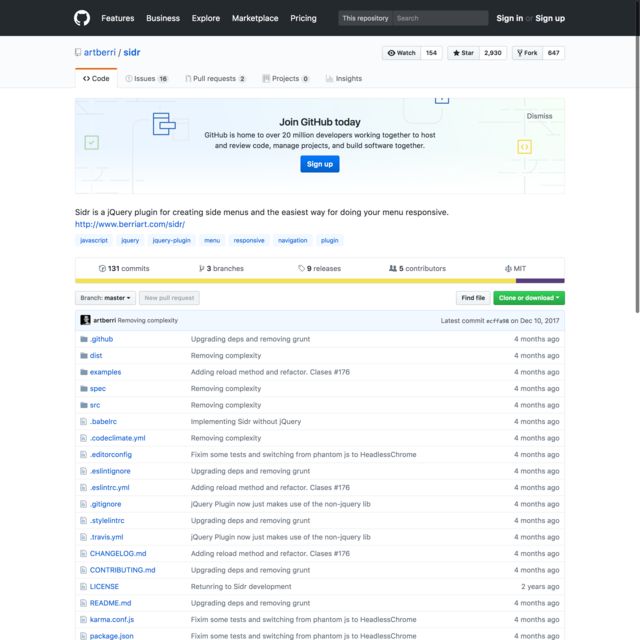 Features Business Explore Marketplace Pricing This repository Search Sign in or Sign up
artberri / sidr Watch 154 Star 2,930 Fork 647
Code Issues 16 Pull requests 2 Projects 0 Insights
Join GitHub today
Dismiss
GitHub is home to over 20 million developers working together to host
and review code, manage projects, and build software together.
Sign up
Sidr is a jQuery plugin for creating side menus and the easiest way for doing your menu responsive.
http://www.berriart.com/sidr/
javascript jquery jquery-plugin menu responsive navigation plugin
131 commits 3 branches 9 releases 5 contributors MIT
Branch: master New pull request Find file Clone or download
artberri Removing complexity Latest commit ecffa98 on Dec 10, 2017
.github Upgrading deps and removing grunt 4 months ago
dist Removing complexity 4 months ago
examples Adding reload method and refactor. Clases #176 4 months ago
spec Removing complexity 4 months ago
src Removing complexity 4 months ago
.babelrc Implementing Sidr without jQuery 4 months ago
.codeclimate.yml Removing complexity 4 months ago
.editorconfig Fixim some tests and switching from phantom js to HeadlessChrome 4 months ago
.eslintignore Upgrading deps and removing grunt 4 months ago
.eslintrc.yml Adding reload method and refactor. Clases #176 4 months ago
.gitignore jQuery Plugin now just makes use of the non-jquery lib 4 months ago
.stylelintrc Upgrading deps and removing grunt 4 months ago
.travis.yml jQuery Plugin now just makes use of the non-jquery lib 4 months ago
CHANGELOG.md Adding reload method and refactor. Clases #176 4 months ago
CONTRIBUTING.md Upgrading deps and removing grunt 4 months ago
LICENSE Retunring to Sidr development 2 years ago
README.md Upgrading deps and removing grunt 4 months ago
karma.conf.js Fixim some tests and switching from phantom js to HeadlessChrome 4 months ago
package.json Fixim some tests and switching from phantom js to HeadlessChrome 4 months ago